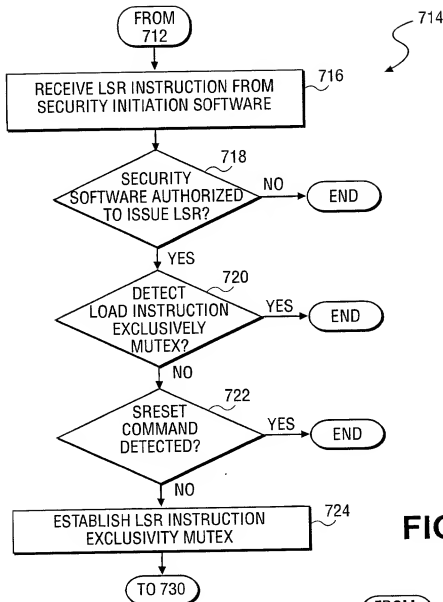 FROM
712
714
716
RECEIVE LSR INSTRUCTION FROM
SECURITY INITIATION SOFTWARE
718
SECURITY
SOFTWARE AUTHORIZED
TO ISSUE LSR?
NO
END
YES
720
DETECT
LOAD INSTRUCTION
EXCLUSIVELY
MUTEX?
YES
END
NO
722
SRESET
COMMAND
DETECTED?
YES
END
NO
724
ESTABLISH LSR INSTRUCTION
EXCLUSIVITY MUTEX
FIG
TO 730
FROM